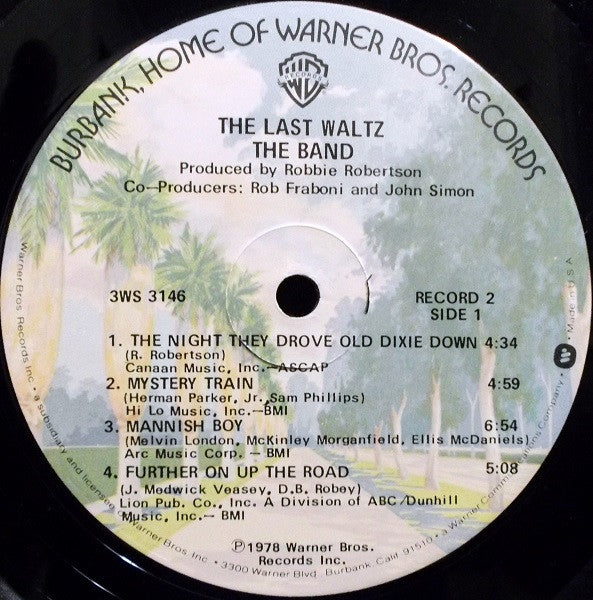 BURBANK, HOME OF WARNER BROS. RECORDS
W RECORDS
THE LAST WALTZ
THE BAND
Produced by Robbie Robertson
Co-Producers: Rob Fraboni and John Simon
3WS 3146
RECORD 2
SIDE 1
1. THE NIGHT THEY DROVE OLD DIXIE DOWN 4:34
(R. Robertson)
Canaan Music, Inc.—ASCAP
2. MYSTERY TRAIN 4:59
(Herman Parker, Jr., Sam Phillips)
Hi Lo Music, Inc.—BMI
3. MANNISH BOY 6:54
(Melvin London, McKinley Morganfield, Ellis McDaniels)
Arc Music Corp. — BMI
4. FURTHER ON UP THE ROAD 5:08
(J. Medwick Veasey, D.B. Robey)
Lion Pub. Co., Inc. A Division of ABC/Dunhill
Music, Inc.— BMI
Ⓟ1978 Warner Bros.
Records Inc.
Warner Bros. Records Inc. • a subsidiary and licensee of Warner Bros. Inc. • 3300 Warner Blvd., Burbank, Calif. 91510 • a Warner Communications Company. • Made in U.S.A.